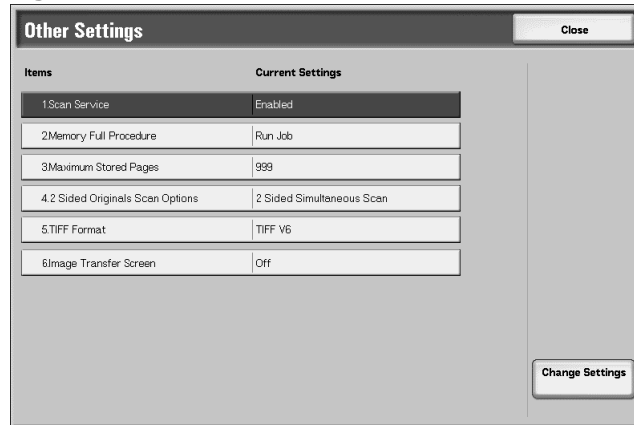 Other Settings
Close
Items Current Settings
1.Scan Service Enabled
2.Memory Full Procedure Run Job
3.Maximum Stored Pages 999
4.2 Sided Originals Scan Options 2 Sided Simultaneous Scan
5.TIFF Format TIFF V6
6.Image Transfer Screen Off
Change Settings